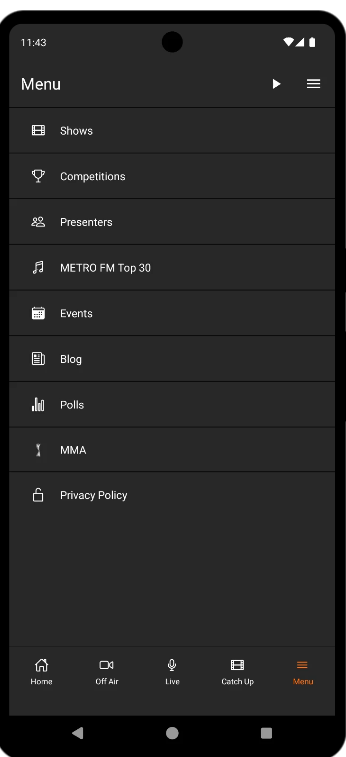 11:43
Menu
Shows
Competitions
Presenters
METRO FM Top 30
Events
Blog
Polls
MMA
Privacy Policy
Home Off Air Live Catch Up Menu